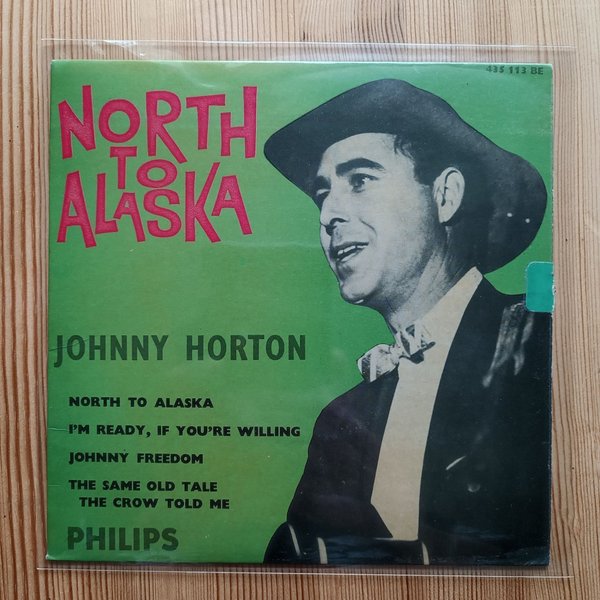 435 113 BE
NORTH
TO
ALASKA
JOHNNY HORTON
NORTH TO ALASKA
I'M READY, IF YOU'RE WILLING
JOHNNY FREEDOM
THE SAME OLD TALE
THE CROW TOLD ME
PHILIPS